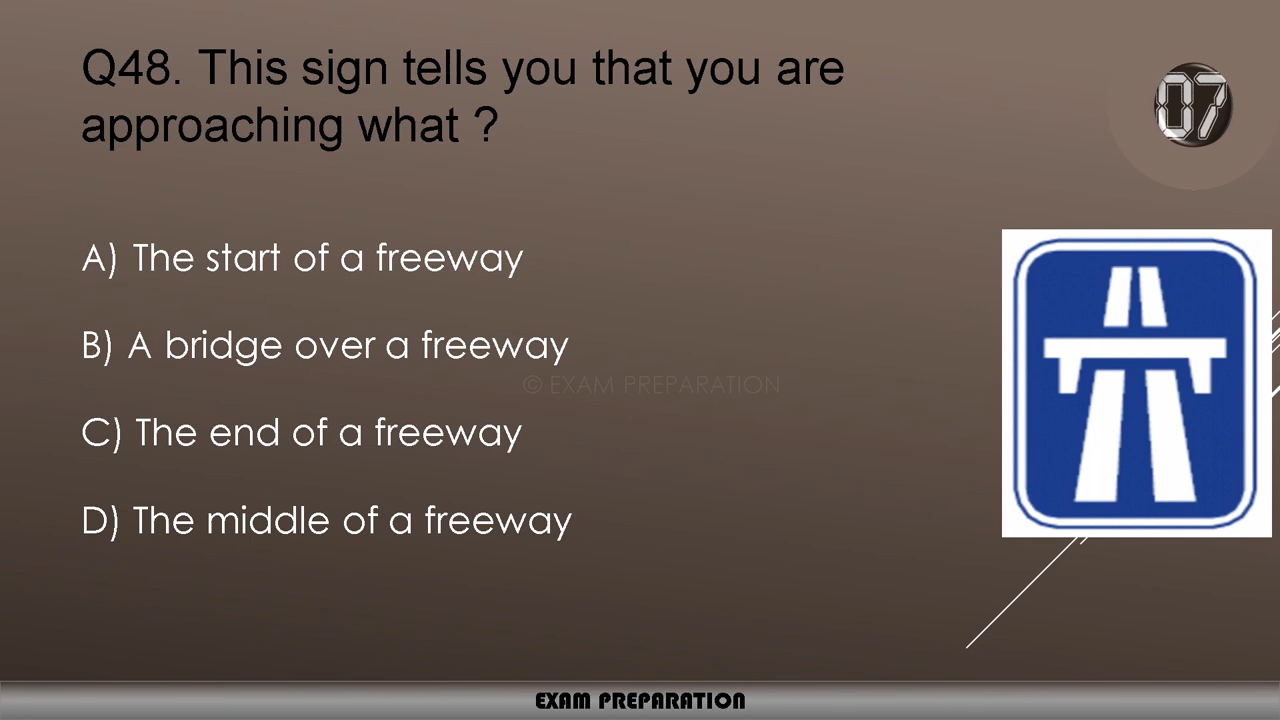 Q48. This sign tells you that you are
approaching what ?
07
A) The start of a freeway
B) A bridge over a freeway
© EXAM PREPARATION
C) The end of a freeway
D) The middle of a freeway
EXAM PREPARATION